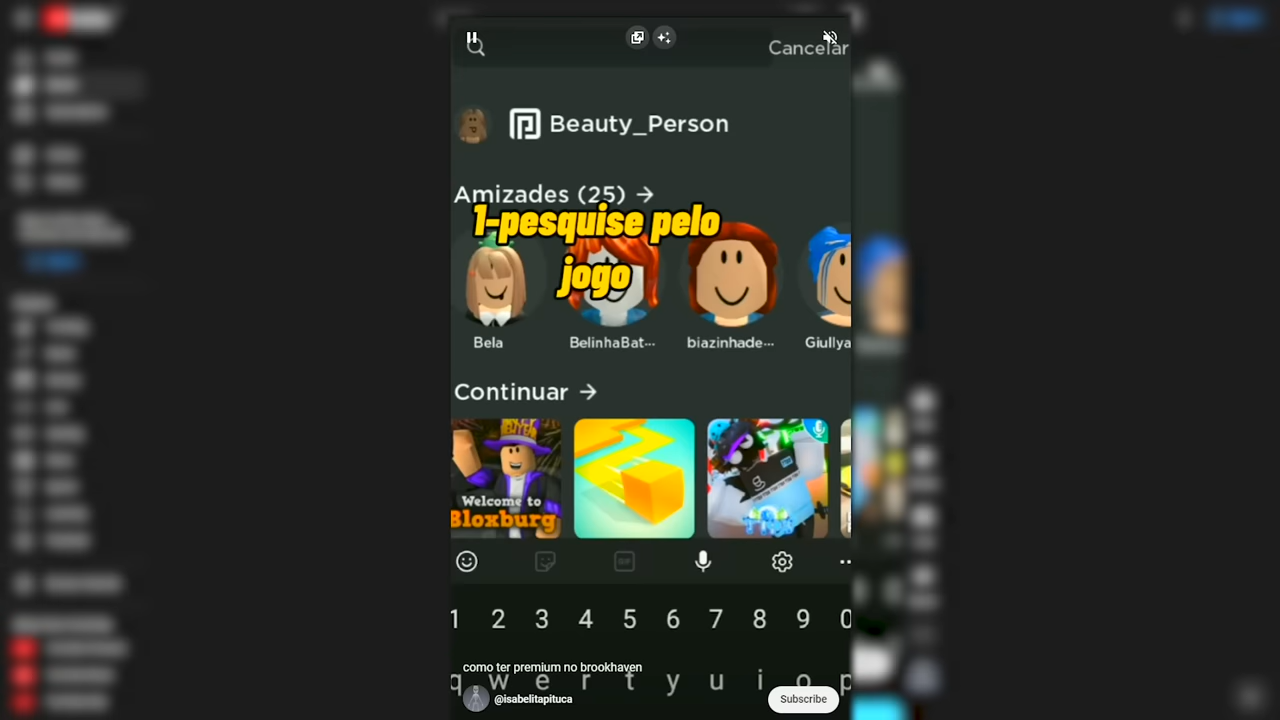 Cancelar
Beauty_Person
Amizades (25) →
1-pesquise pelo
jogo
Bela
BelinhaBat...
biazinhade...
Giullya
Continuar →
Welcome to
Bloxburg
GIF
1 2 3 4 5 6 7 8 9 0
como ter premium no brookhaven
q w e r t y u i o p
@isabelitapituca
Subscribe